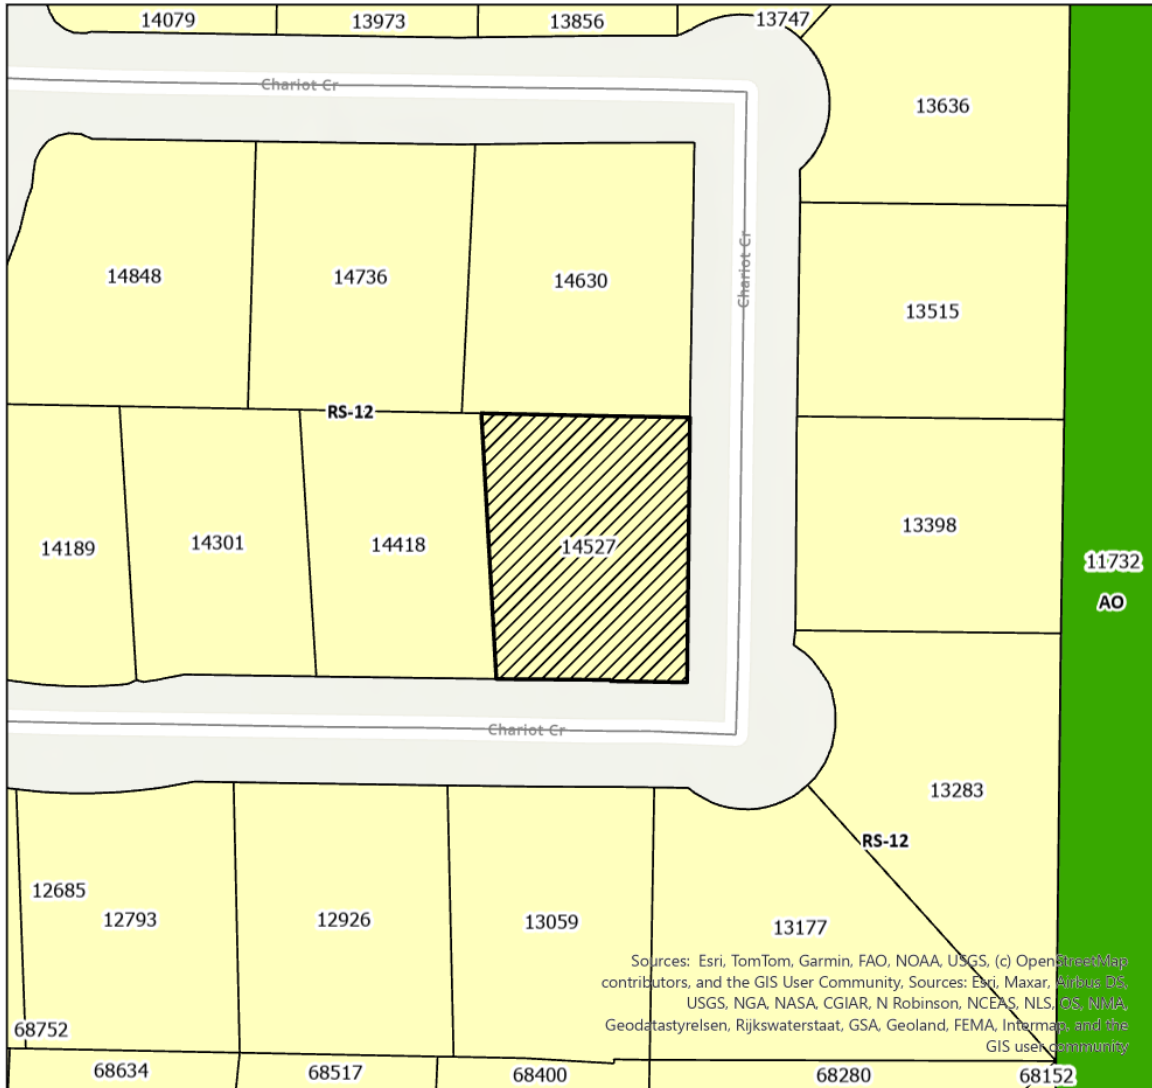 14079
13973
13856
13747
Chariot Cr
13636
Chariot Cr
14848
14736
14630
13515
RS-12
14189
14301
14418
14527
13398
11732
AO
Chariot Cr
13283
RS-12
12685
12793
12926
13059
13177
Sources: Esri, TomTom, Garmin, FAO, NOAA, USGS, (c) OpenStreetMap
contributors, and the GIS User Community, Sources: Esri, Maxar, Airbus DS,
USGS, NGA, NASA, CGIAR, N Robinson, NCEAS, NLS, OS, NMA,
Geodatastyrelsen, Rijkswaterstaat, GSA, Geoland, FEMA, Intermap, and the
GIS user community
68752
68634
68517
68400
68280
68152